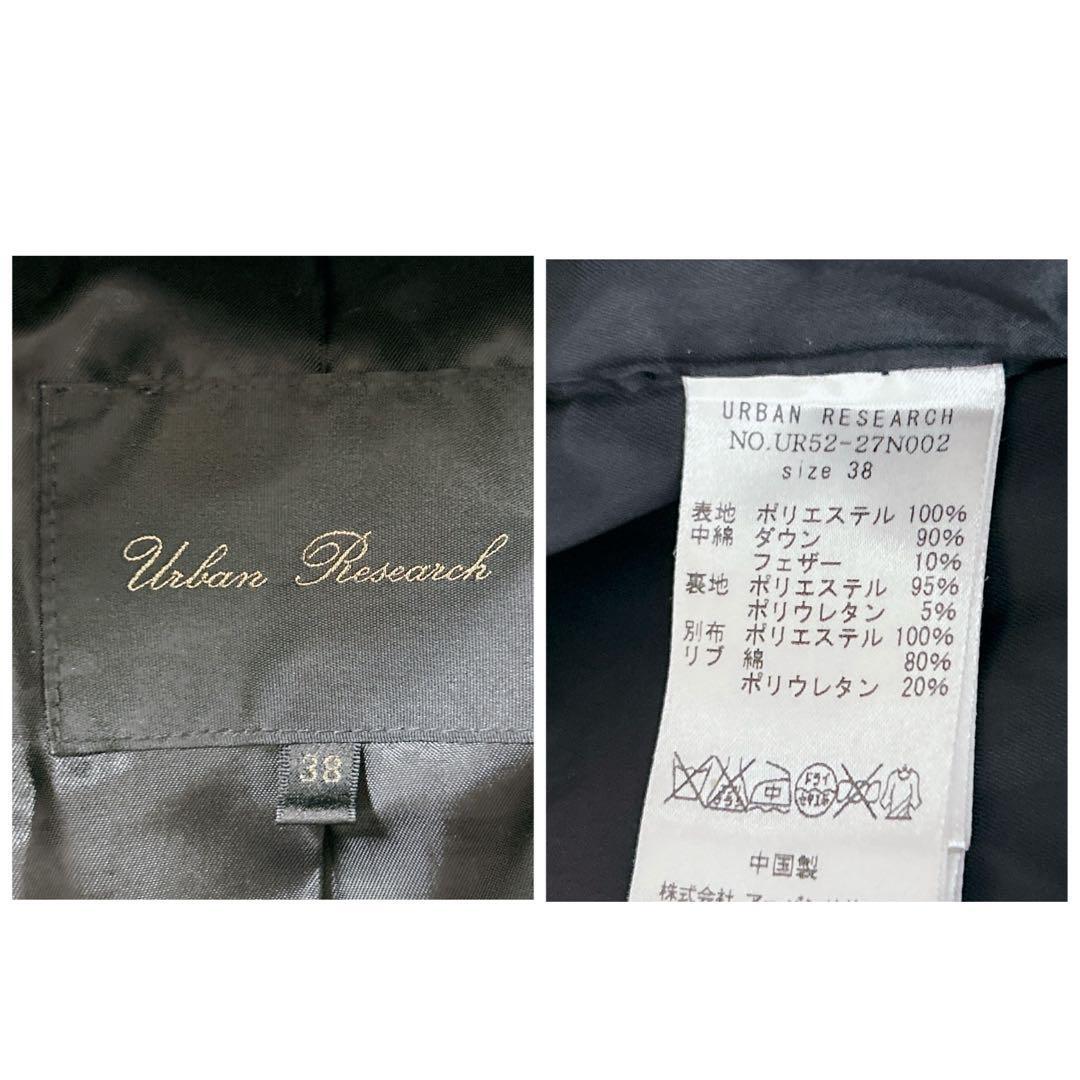 Urban Research
38
URBAN RESEARCH
NO.UR52-27N002
size 38
表地 ポリエステル 100%
中綿 ダウン 90%
フェザー 10%
裏地 ポリエステル 95%
ポリウレタン 5%
別布 ポリエステル 100%
リブ 綿 80%
ポリウレタン 20%
中
ドライ
中国製
株式会社